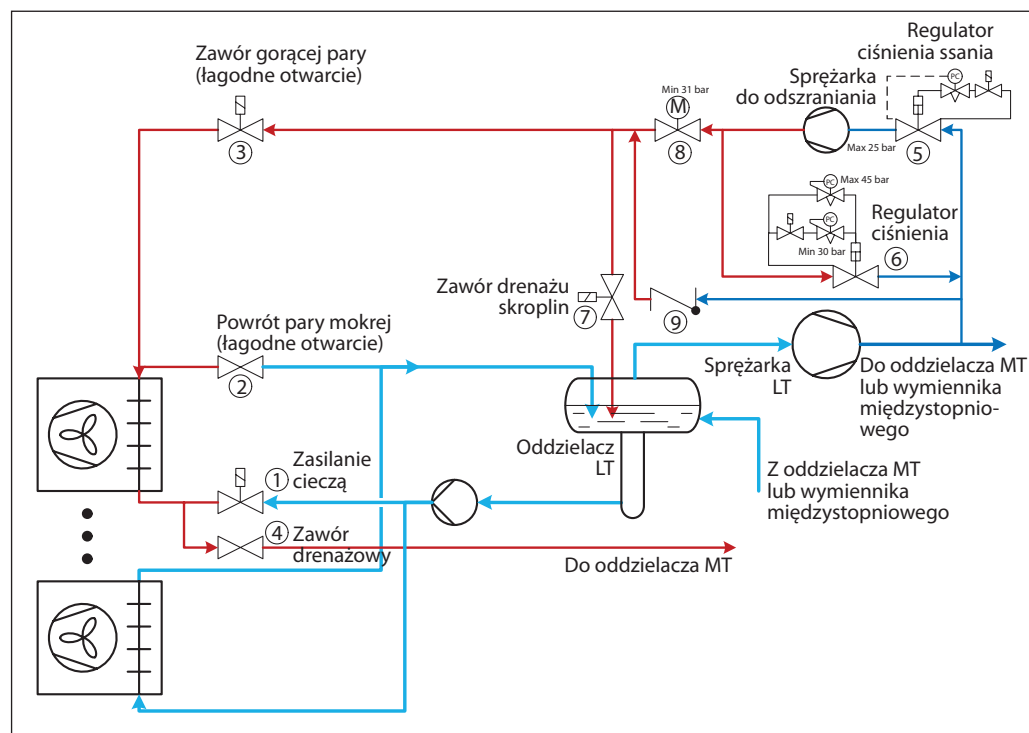 Zawór gorącej pary
(łagodne otwarcie)
3
Min 31 bar
M
8
Sprężarka
do odszraniania
Max 25 bar
Regulator
ciśnienia ssania
PC
5
PC
Max 45 bar
PC
Min 30 bar
Regulator
ciśnienia
6
Zawór drenażu
skroplin
7
9
Powrót pary mokrej
(łagodne otwarcie)
2
Sprężarka
LT
Do oddzielacza MT
lub wymiennika
międzystopnio-
wego
Oddzielacz
LT
Z oddzielacza MT
lub wymiennika
międzystopniowego
1
Zasilanie
cieczą
4
Zawór
drenażowy
Do oddzielacza MT